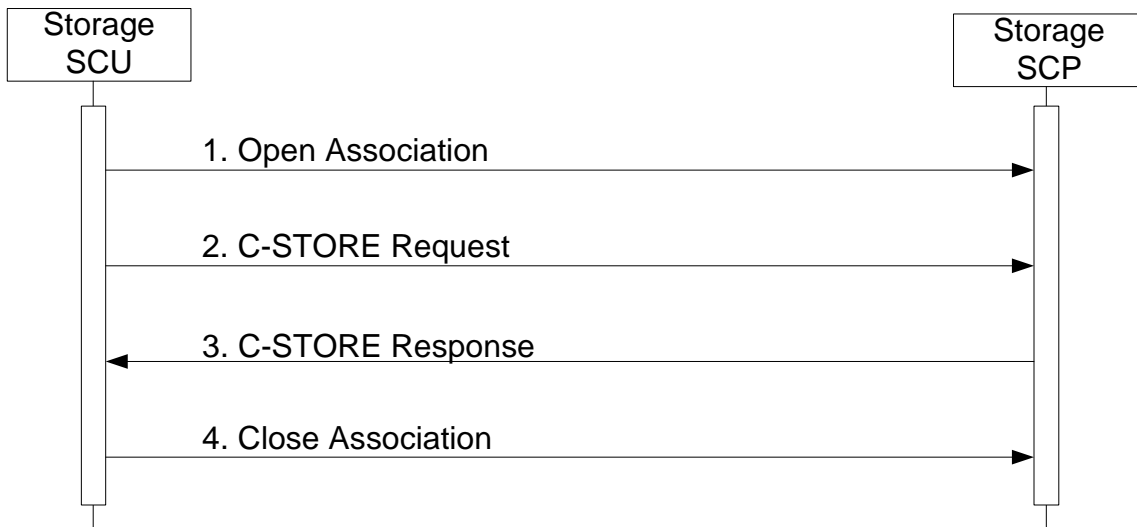 Storage
SCU
Storage
SCP
1. Open Association
2. C-STORE Request
3. C-STORE Response
4. Close Association